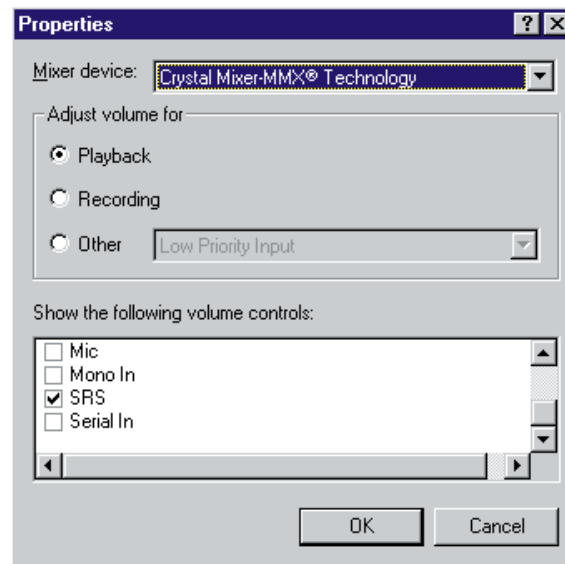 Properties
Mixer device: Crystal Mixer-MMX® Technology
Adjust volume for
Playback
Recording
Other Low Priority Input
Show the following volume controls:
Mic
Mono In
SRS
Serial In
OK Cancel